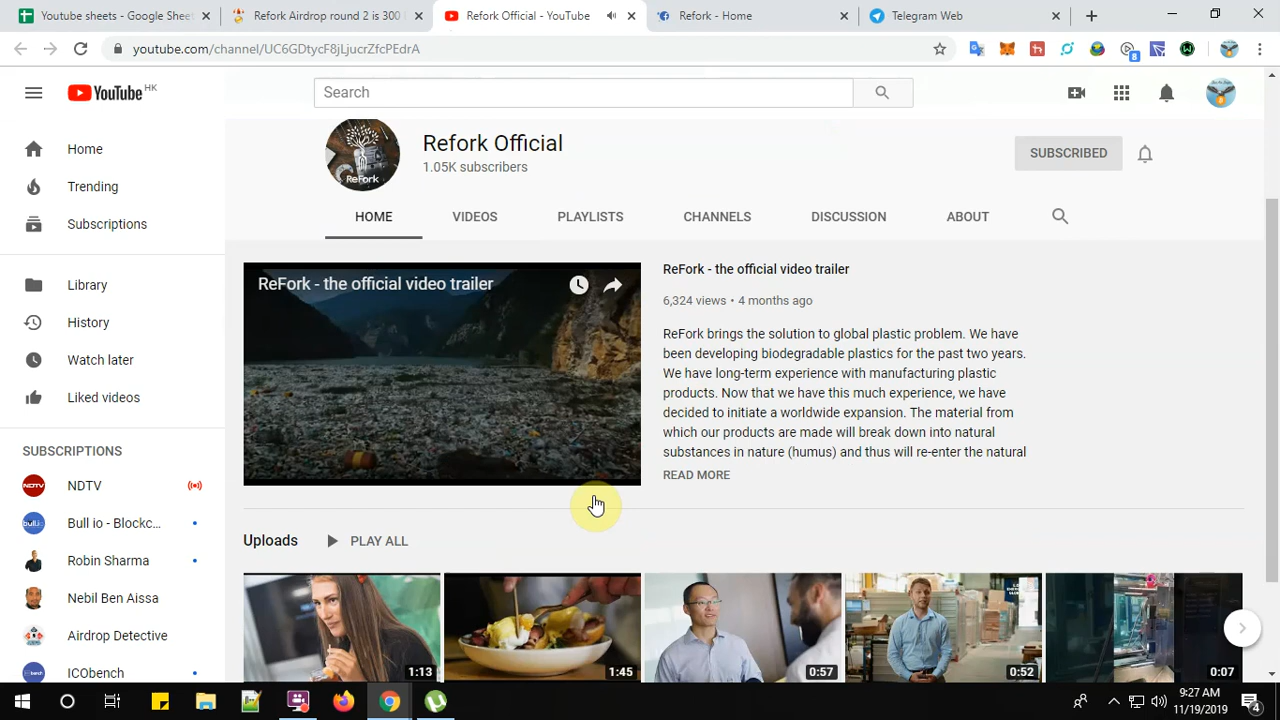 Youtube sheets - Google Sheet
Refork Airdrop round 2 is 300
Refork Official - YouTube
Refork - Home
Telegram Web
youtube.com/channel/UC6GDtycF8jLjucrZfcPEdrA
8
YouTube HK
Search
Home
Trending
Subscriptions
Library
History
Watch later
Liked videos
SUBSCRIPTIONS
NDTV
Bull io - Blockc...
Robin Sharma
Nebil Ben Aissa
Airdrop Detective
ICObench
ReFork
Refork Official
1.05K subscribers
SUBSCRIBED
HOME
VIDEOS
PLAYLISTS
CHANNELS
DISCUSSION
ABOUT
ReFork - the official video trailer
ReFork - the official video trailer
6,324 views • 4 months ago
ReFork brings the solution to global plastic problem. We have
been developing biodegradable plastics for the past two years.
We have long-term experience with manufacturing plastic
products. Now that we have this much experience, we have
decided to initiate a worldwide expansion. The material from
which our products are made will break down into natural
substances in nature (humus) and thus will re-enter the natural
READ MORE
Uploads
PLAY ALL
1:13
1:45
0:57
0:52
0:07
9:27 AM
11/19/2019
4